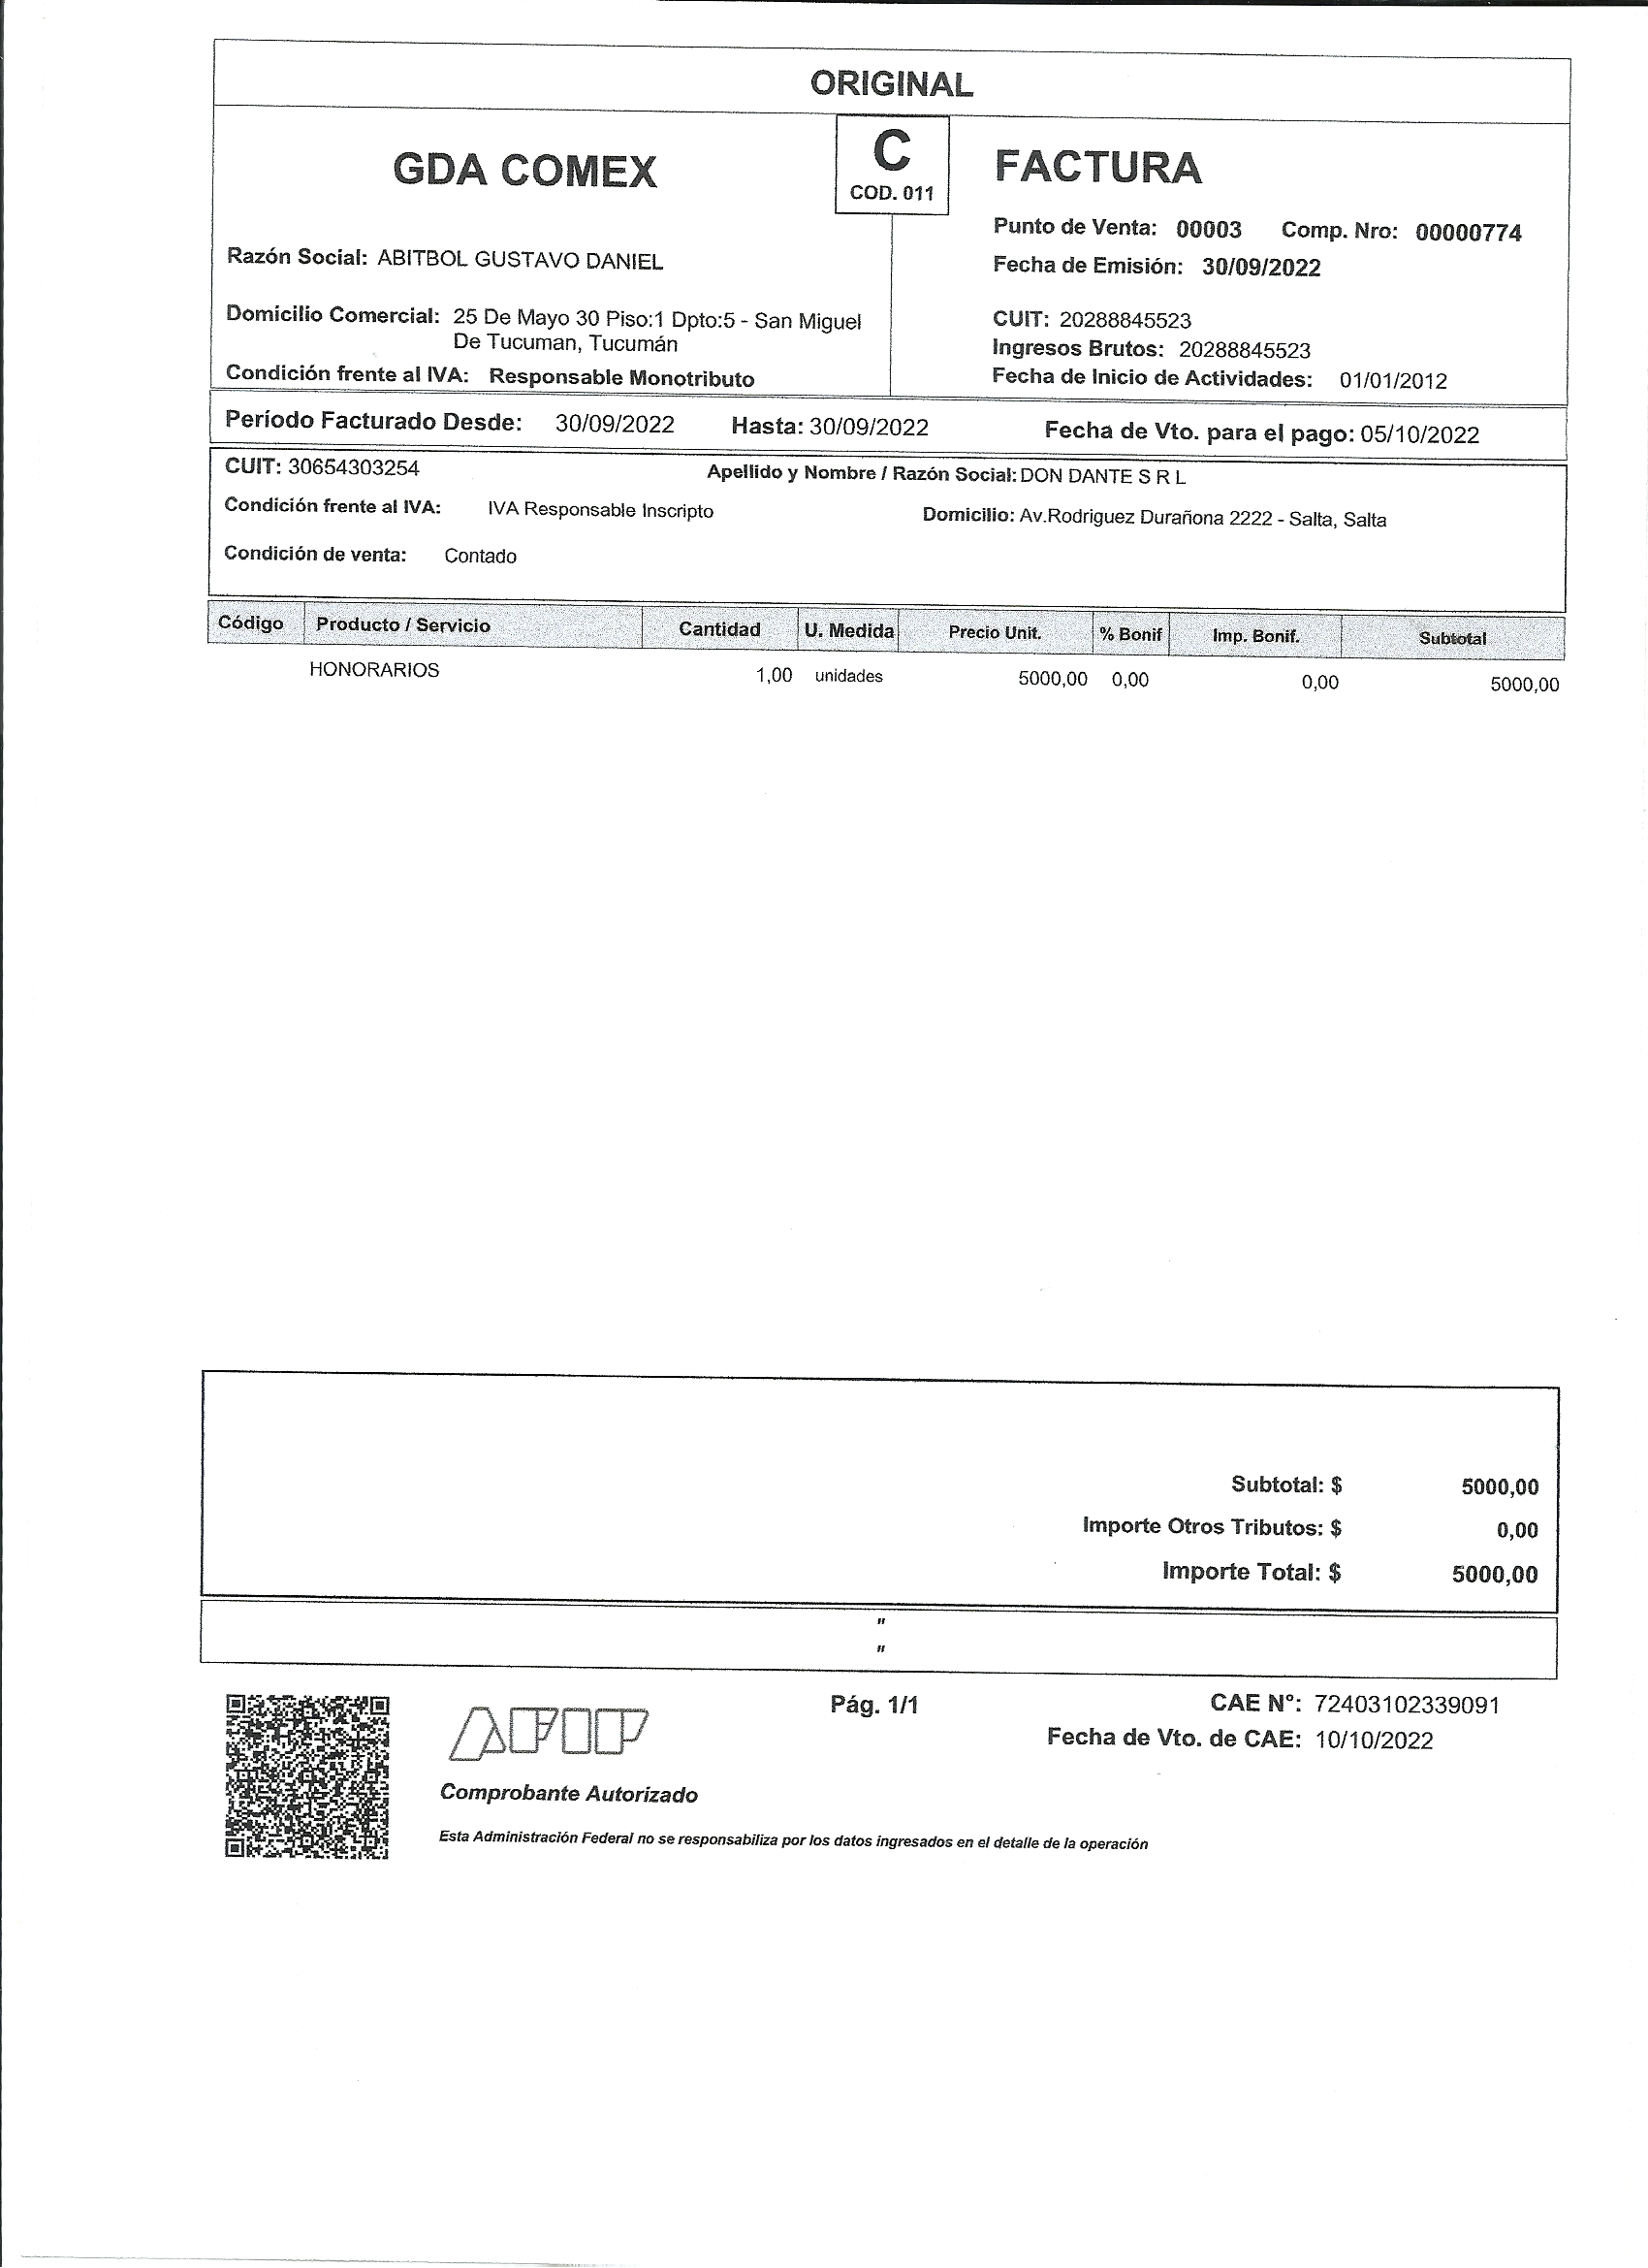 ORIGINAL
GDA COMEX
C
COD. 011
FACTURA
Punto de Venta: 00003 Comp. Nro: 00000774
Razón Social: ABITBOL GUSTAVO DANIEL
Fecha de Emisión: 30/09/2022
Domicilio Comercial: 25 De Mayo 30 Piso:1 Dpto:5 - San Miguel
De Tucuman, Tucumán
CUIT: 20288845523
Ingresos Brutos: 20288845523
Condición frente al IVA: Responsable Monotributo
Fecha de Inicio de Actividades: 01/01/2012
Período Facturado Desde: 30/09/2022 Hasta: 30/09/2022 Fecha de Vto. para el pago: 05/10/2022
CUIT: 30654303254 Apellido y Nombre / Razón Social: DON DANTE S R L
Condición frente al IVA: IVA Responsable Inscripto Domicilio: Av.Rodriguez Durañona 2222 - Salta, Salta
Condición de venta: Contado
Código Producto / Servicio Cantidad U. Medida Precio Unit. % Bonif Imp. Bonif. Subtotal
HONORARIOS 1,00 unidades 5000,00 0,00 0,00 5000,00
Subtotal: $ 5000,00
Importe Otros Tributos: $ 0,00
Importe Total: $ 5000,00
"
"
AFIP
Pág. 1/1
CAE N°: 72403102339091
Fecha de Vto. de CAE: 10/10/2022
Comprobante Autorizado
Esta Administración Federal no se responsabiliza por los datos ingresados en el detalle de la operación